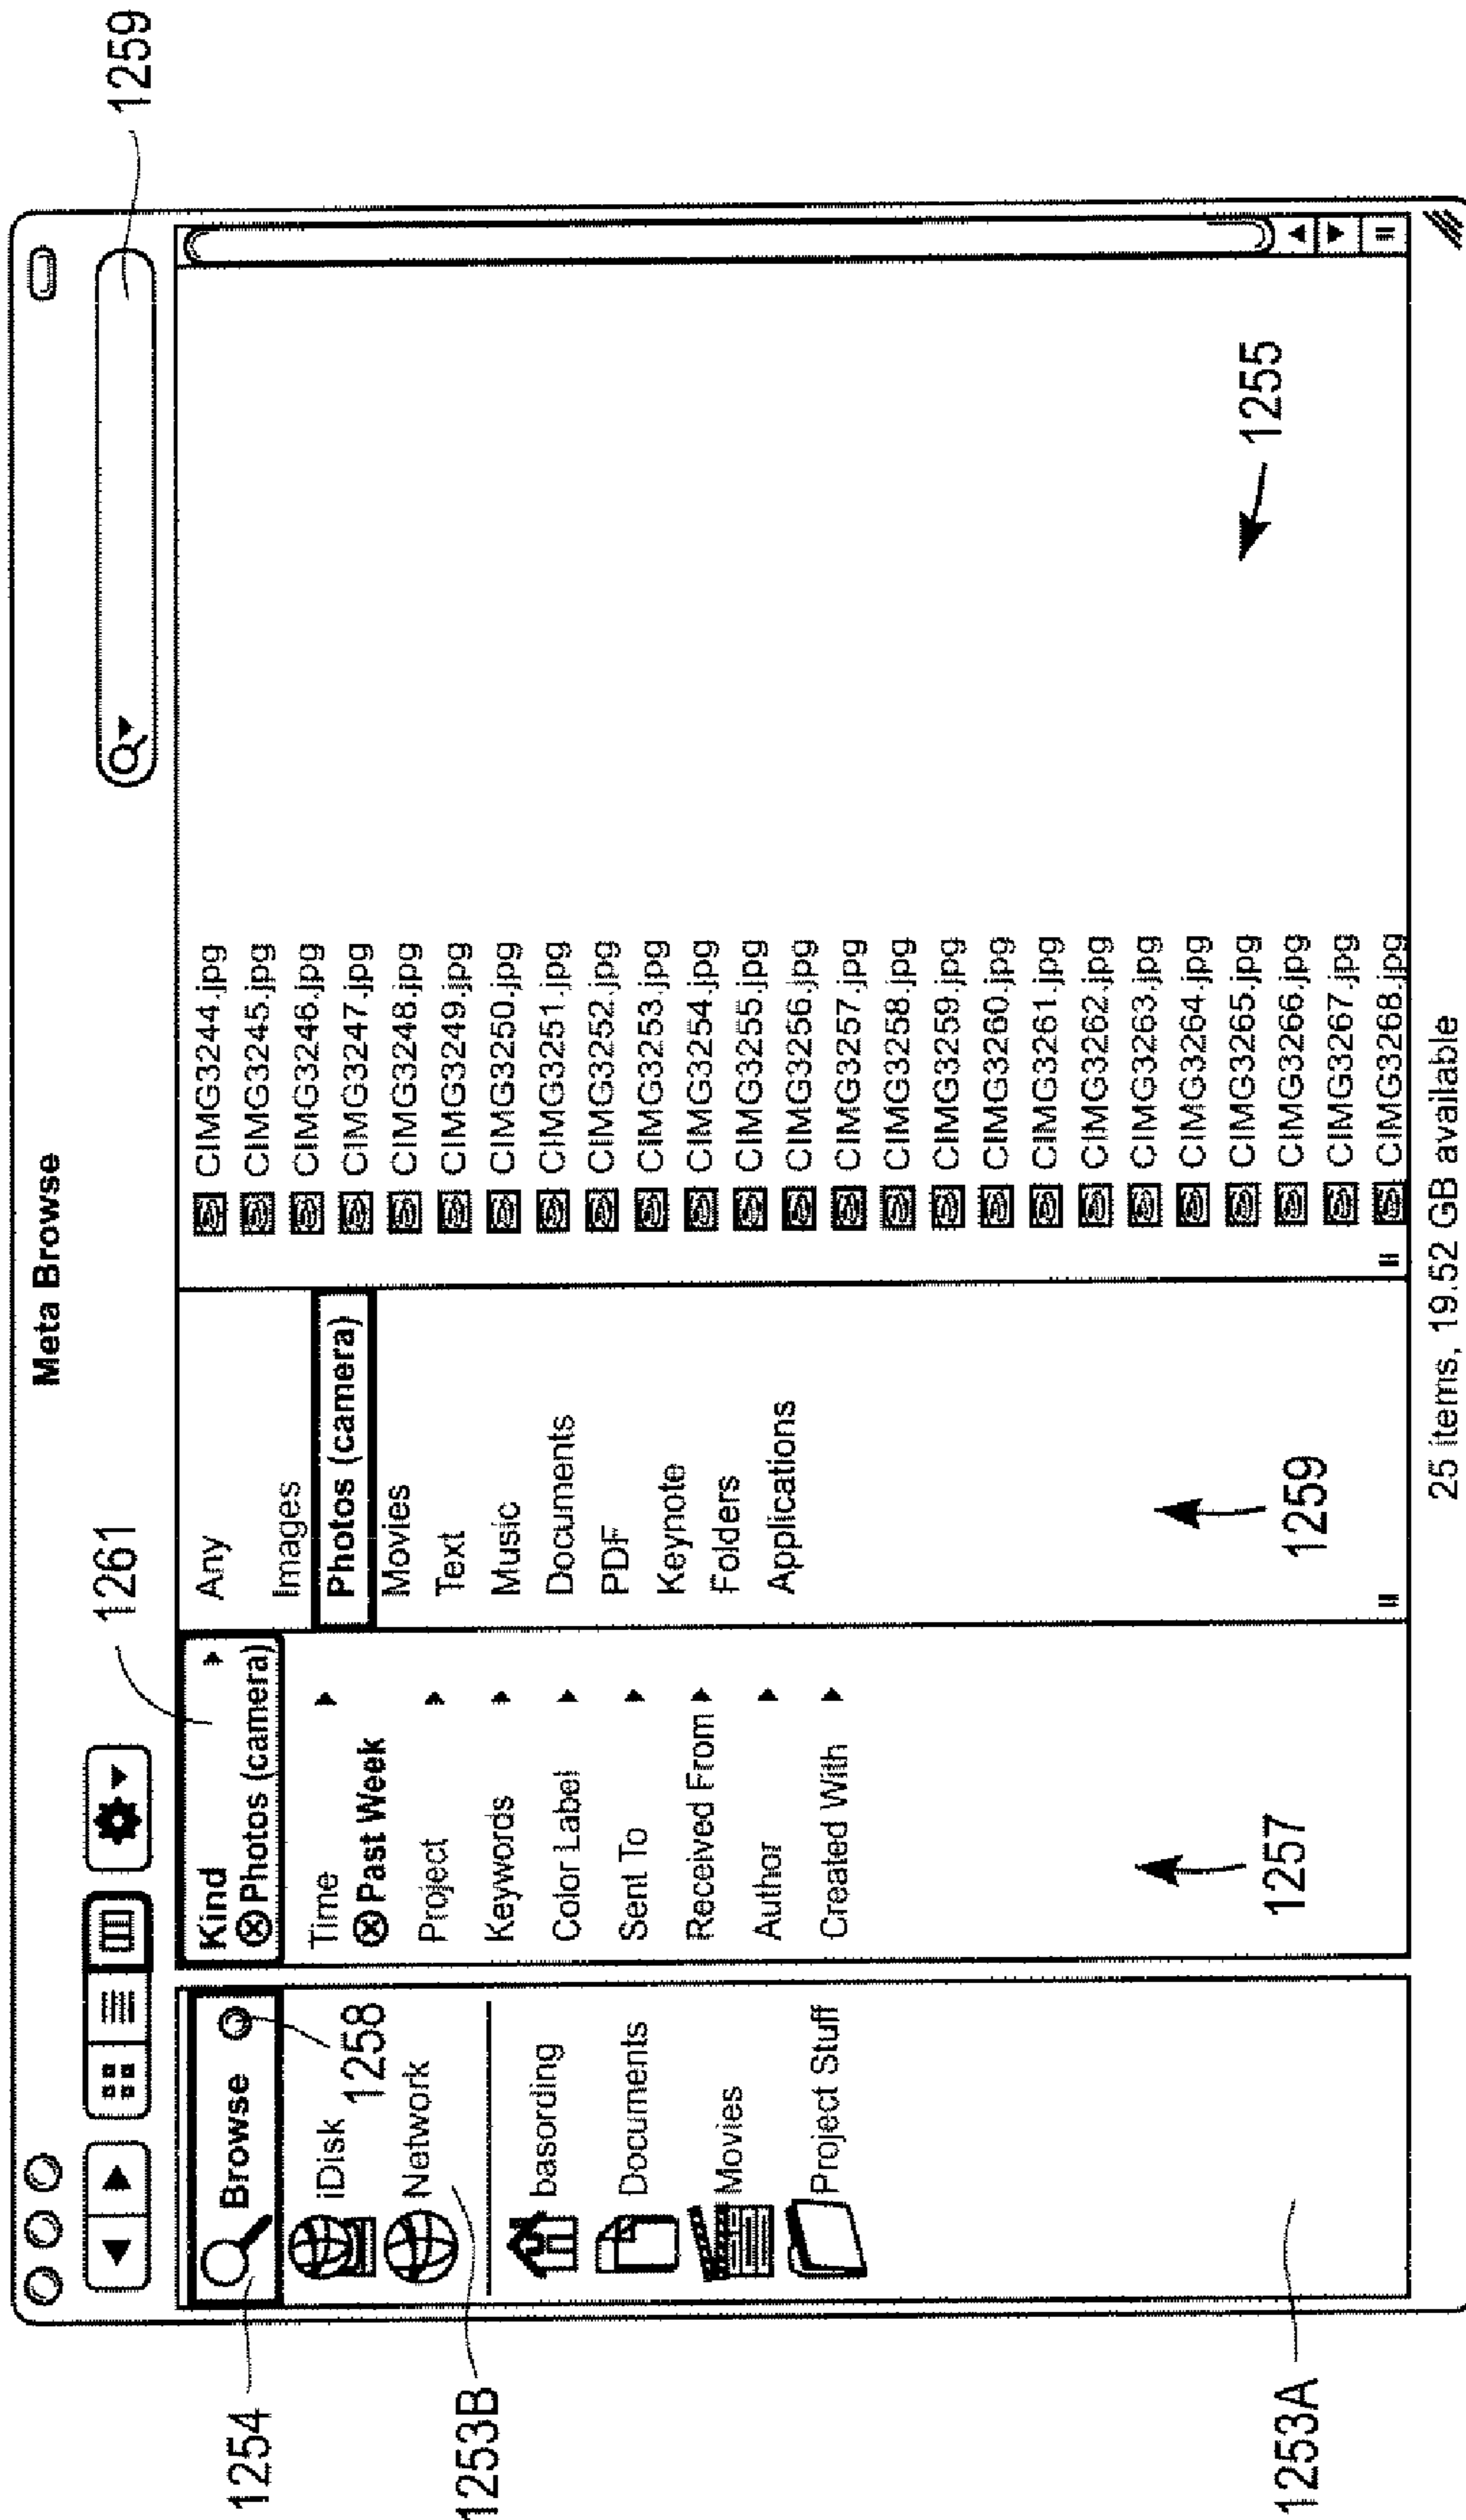 Meta Browse
1259
1261
1254
Browse
1258
iDisk
Network
1253B
basording
Documents
Movies
Project Stuff
1253A
Kind
Photos (camera)
Time
Past Week
Project
Keywords
Color Label
Sent To
Received From
Author
Created With
1257
Any
Images
Photos (camera)
Movies
Text
Music
Documents
PDF
Keynote
Folders
Applications
1259
CIMG3244.jpg
CIMG3245.jpg
CIMG3246.jpg
CIMG3247.jpg
CIMG3248.jpg
CIMG3249.jpg
CIMG3250.jpg
CIMG3251.jpg
CIMG3252.jpg
CIMG3253.jpg
CIMG3254.jpg
CIMG3255.jpg
CIMG3256.jpg
CIMG3257.jpg
CIMG3258.jpg
CIMG3259.jpg
CIMG3260.jpg
CIMG3261.jpg
CIMG3262.jpg
CIMG3263.jpg
CIMG3264.jpg
CIMG3265.jpg
CIMG3266.jpg
CIMG3267.jpg
CIMG3268.jpg
1255
25 items, 19.52 GB available